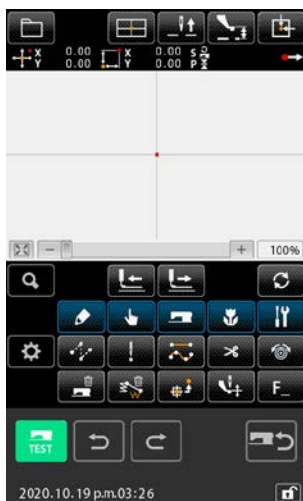 X 0.00 X 0.00 S
Y 0.00 Y 0.00 P
100%
F_
TEST
2020.10.19 p.m.03:26